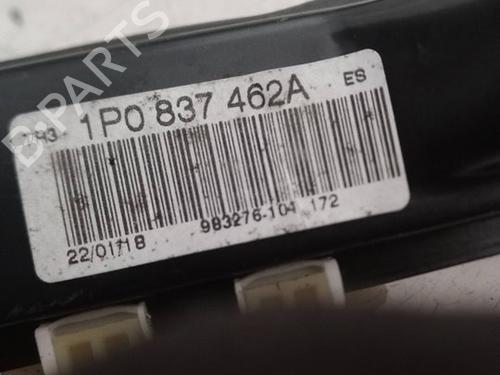 B-PARTS
1P0 837 462A
ES
983276-104 172
22/01/18